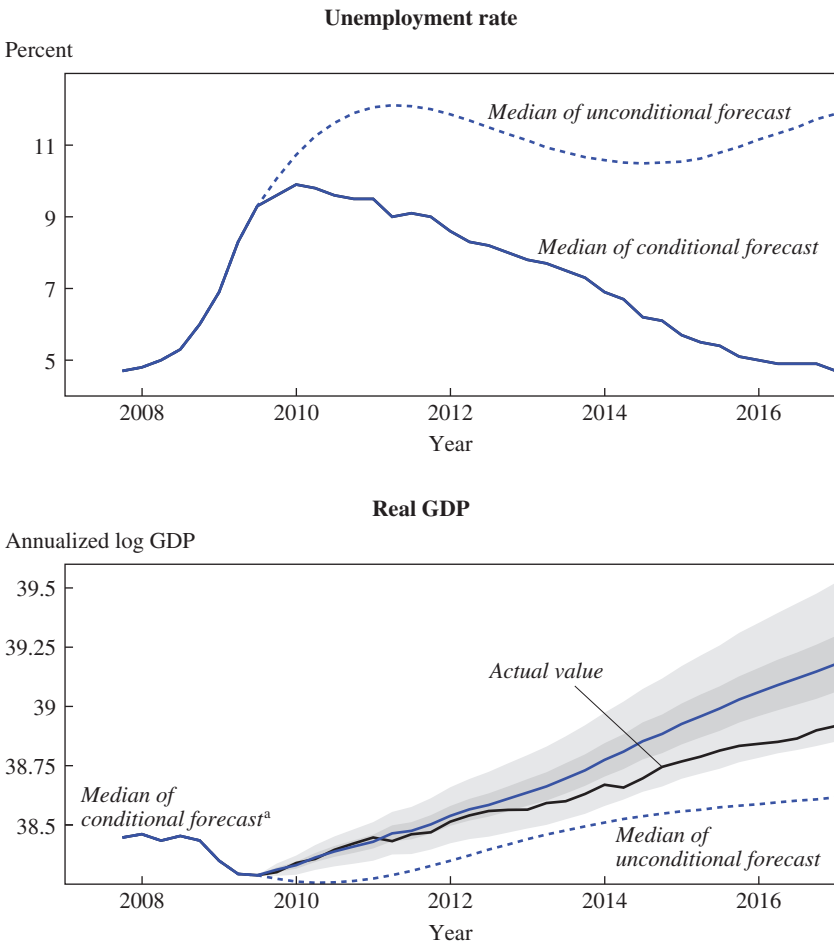 Unemployment rate
Percent
Median of unconditional forecast
11
9
Median of conditional forecast
7
5
2008 2010 2012 2014 2016
Year
Real GDP
Annualized log GDP
39.5
39.25
Actual value
39
38.75
Median of
conditional forecastᵃ
38.5
Median of
unconditional forecast
2008 2010 2012 2014 2016
Year